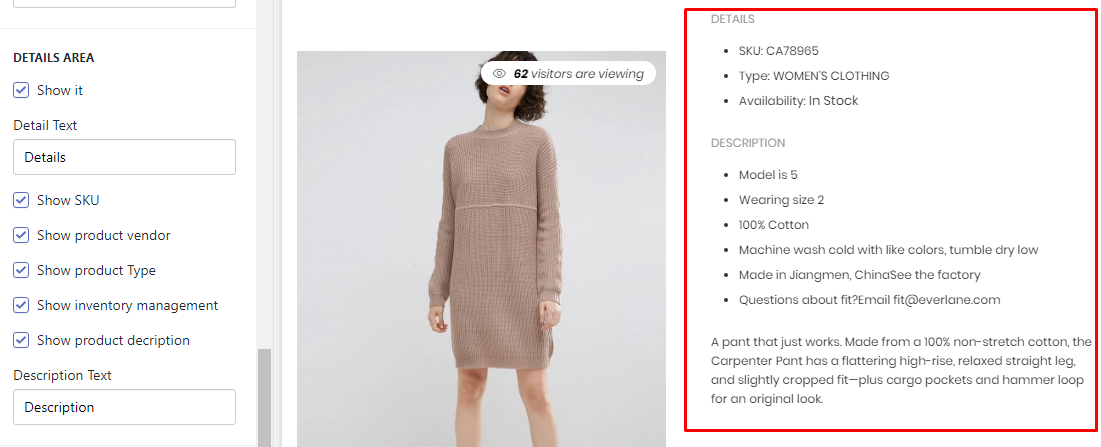 DETAILS AREA
Show it
Detail Text
Details
Show SKU
Show product vendor
Show product Type
Show inventory management
Show product decription
Description Text
Description
62 visitors are viewing
DETAILS
SKU: CA78965
Type: WOMEN'S CLOTHING
Availability: In Stock
DESCRIPTION
Model is 5
Wearing size 2
100% Cotton
Machine wash cold with like colors, tumble dry low
Made in Jiangmen, ChinaSee the factory
Questions about fit?Email fit@everlane.com
A pant that just works. Made from a 100% non-stretch cotton, the
Carpenter Pant has a flattering high-rise, relaxed straight leg,
and slightly cropped fit—plus cargo pockets and hammer loop
for an original look.